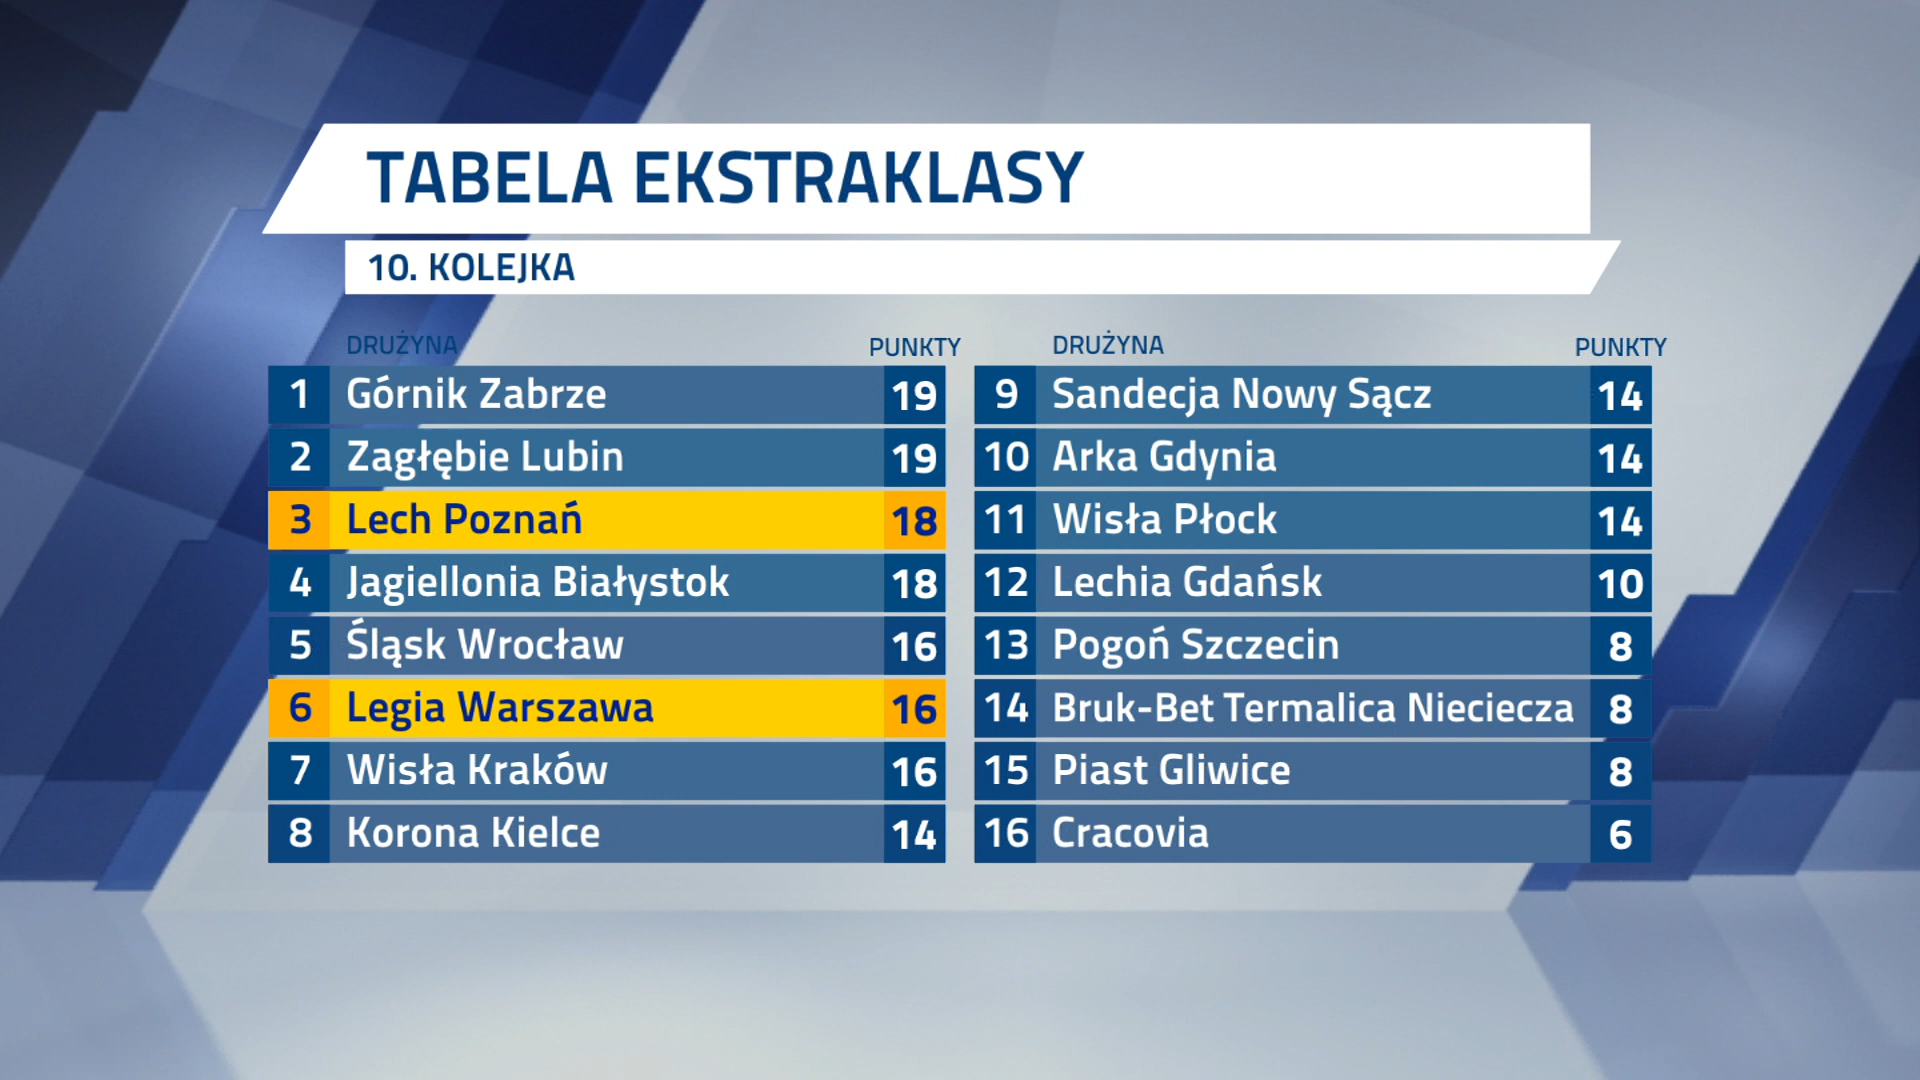 TABELA EKSTRAKLASY
10. KOLEJKA
DRUŻYNA PUNKTY
1 Górnik Zabrze 19
2 Zagłębie Lubin 19
3 Lech Poznań 18
4 Jagiellonia Białystok 18
5 Śląsk Wrocław 16
6 Legia Warszawa 16
7 Wisła Kraków 16
8 Korona Kielce 14
DRUŻYNA PUNKTY
9 Sandecja Nowy Sącz 14
10 Arka Gdynia 14
11 Wisła Płock 14
12 Lechia Gdańsk 10
13 Pogoń Szczecin 8
14 Bruk-Bet Termalica Nieciecza 8
15 Piast Gliwice 8
16 Cracovia 6